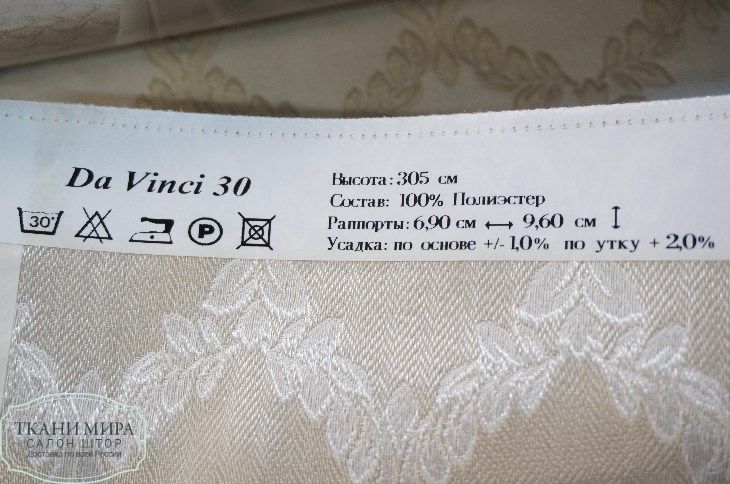 Da Vinci 30
30°
P
Высота: 305 см
Состав: 100% Полиэстер
Раппорты: 6,90 см ↔ 9,60 см ↕
Усадка: по основе +/- 1,0% по утку + 2,0%
ТКАНИ МИРА
САЛОН ШТОР
Доставка по всей России